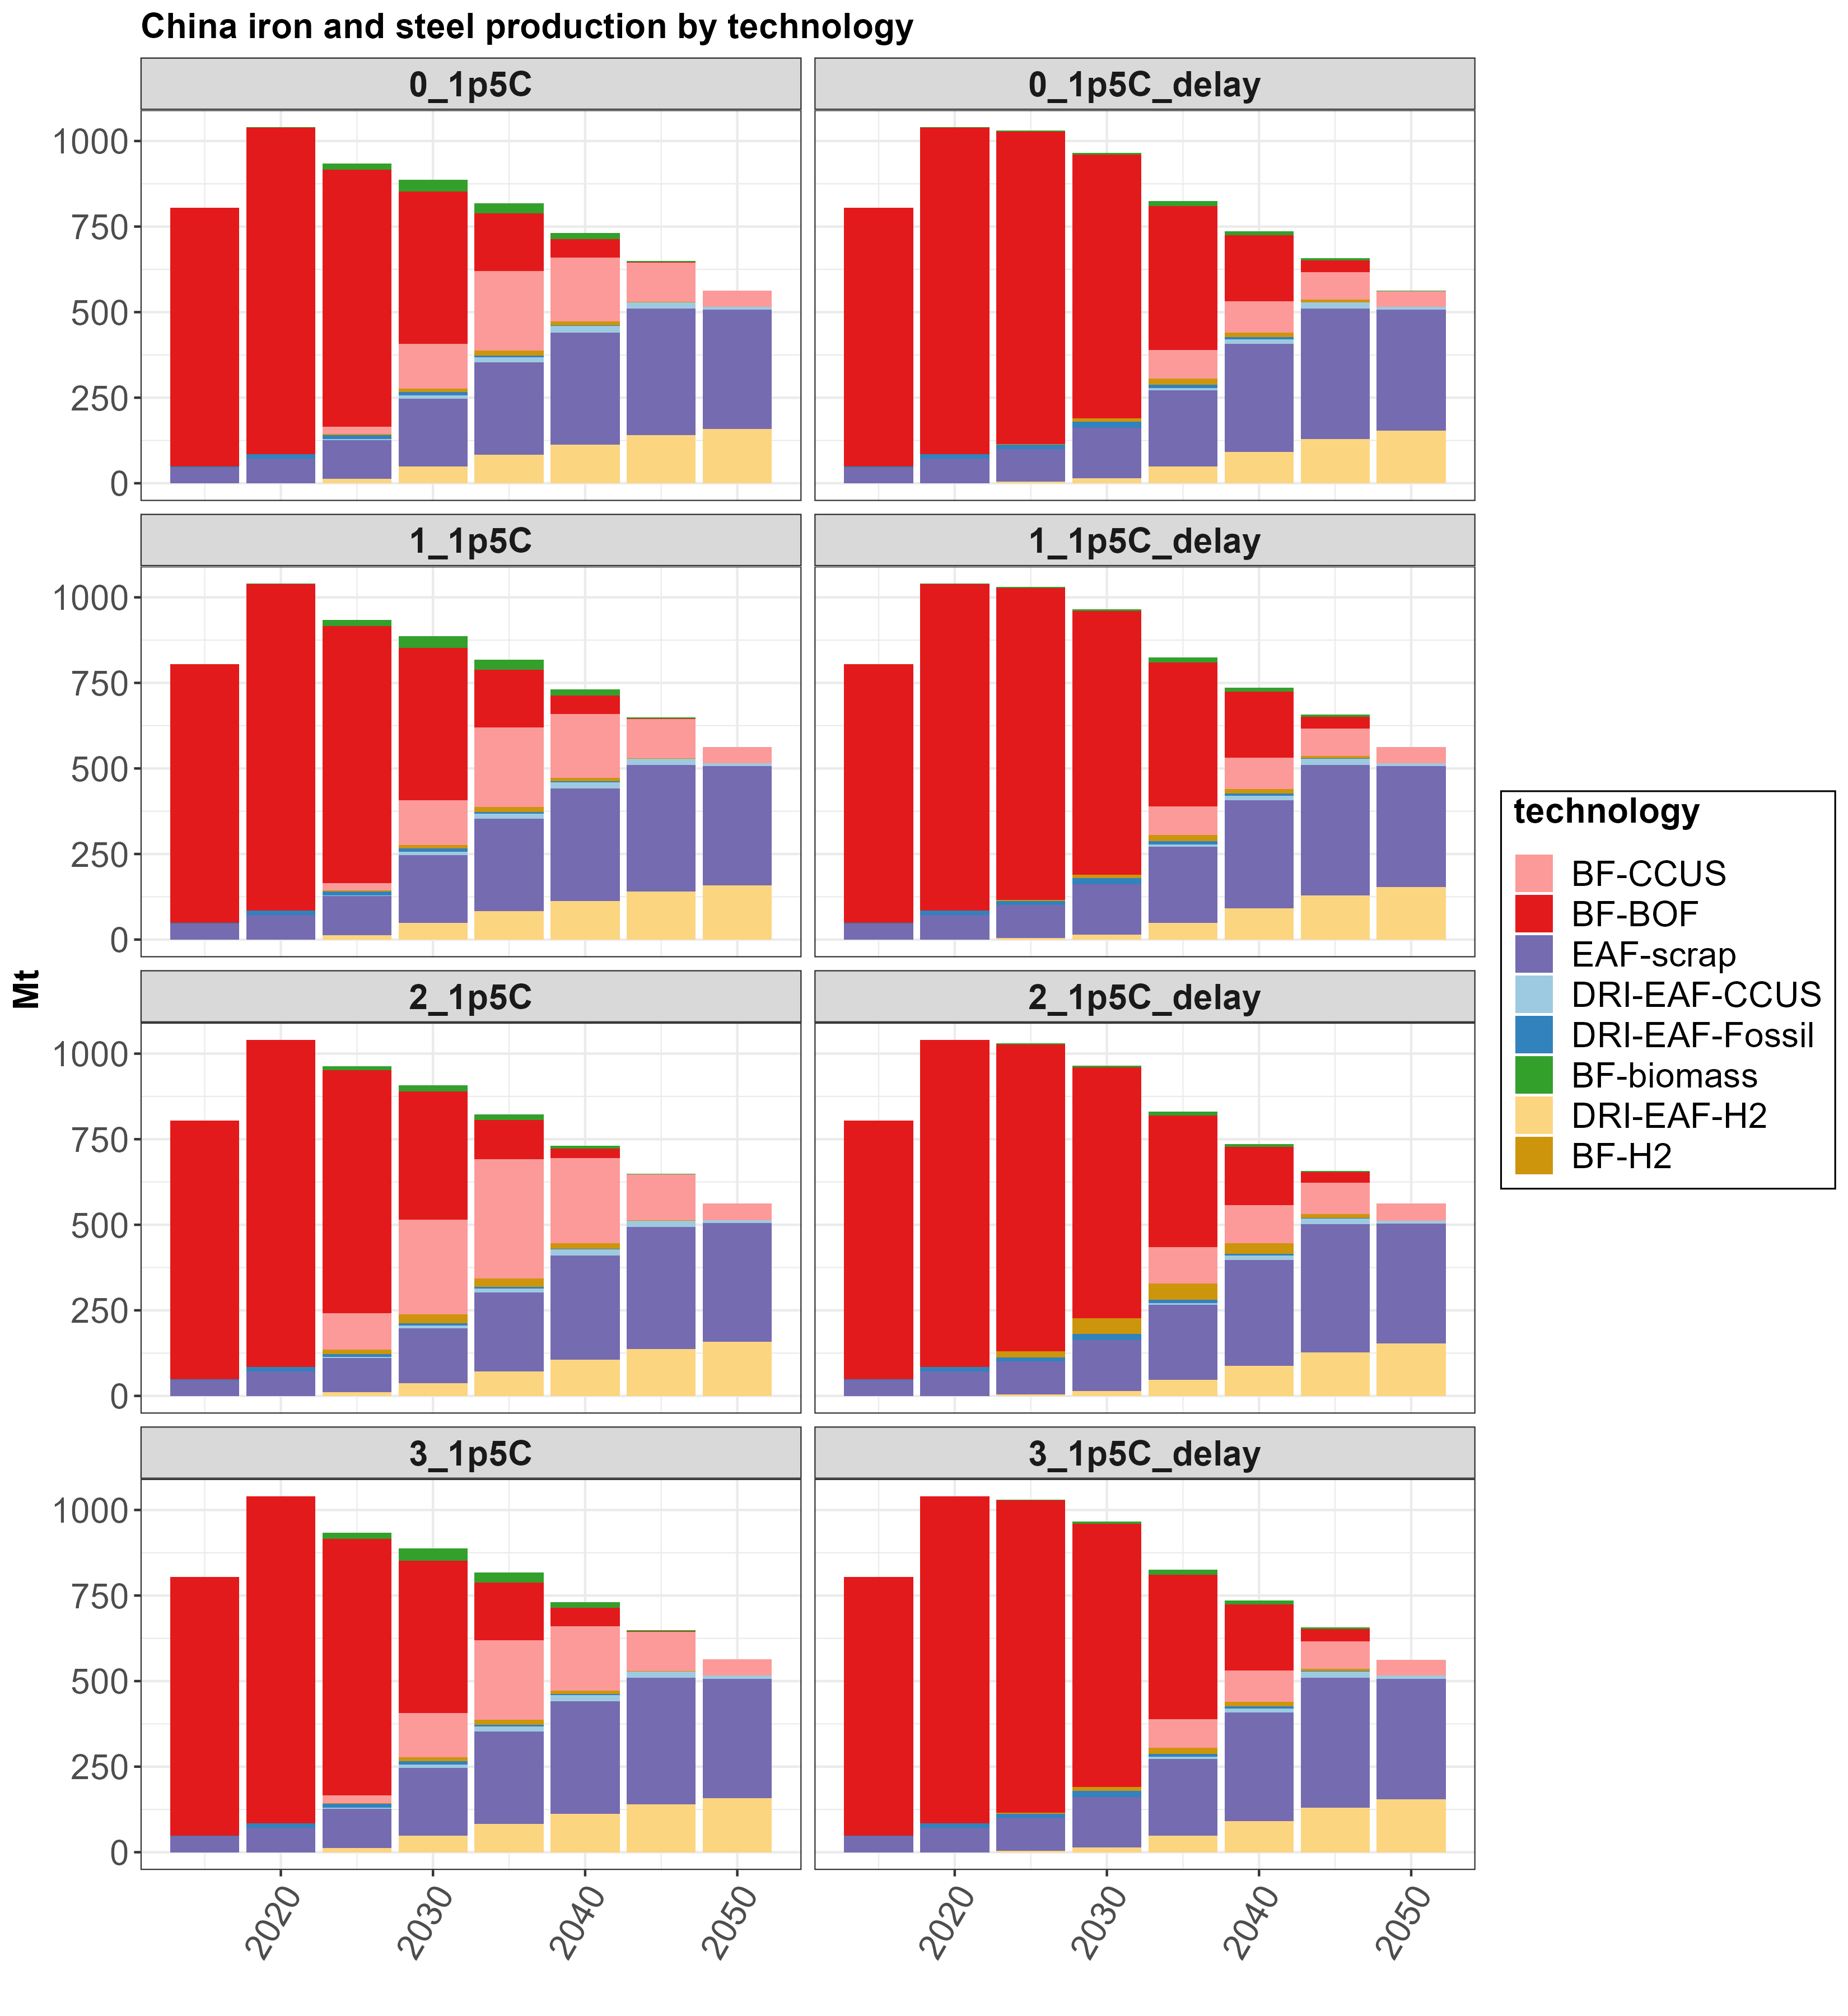 China iron and steel production by technology
0_1p5C
0_1p5C_delay
1000
750
500
250
0
1_1p5C
1_1p5C_delay
1000
750
500
250
0
2_1p5C
2_1p5C_delay
1000
750
500
250
0
3_1p5C
3_1p5C_delay
1000
750
500
250
0
2020
2030
2040
2050
2020
2030
2040
2050
Mt
technology
BF-CCUS
BF-BOF
EAF-scrap
DRI-EAF-CCUS
DRI-EAF-Fossil
BF-biomass
DRI-EAF-H2
BF-H2